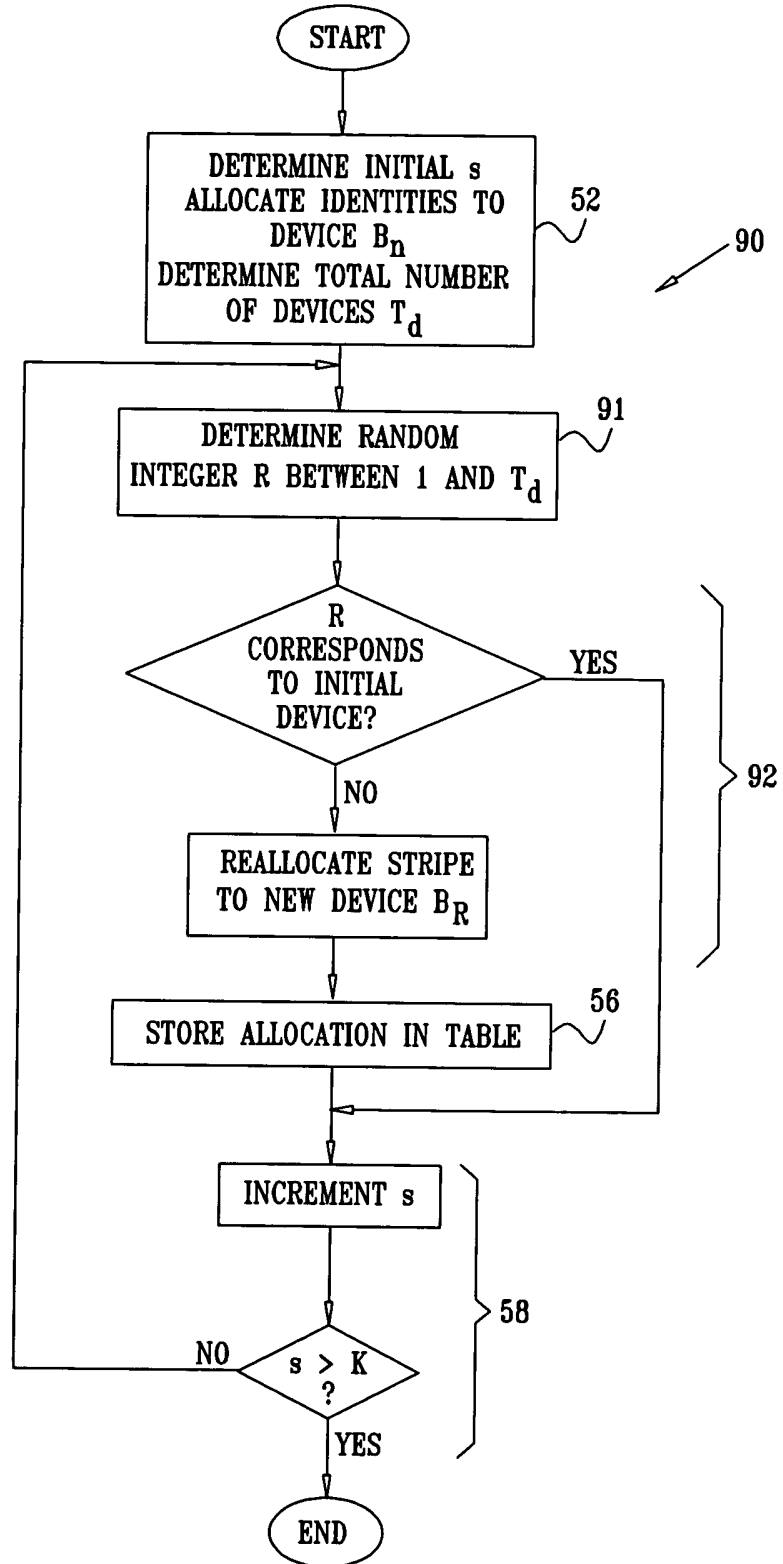 START
DETERMINE INITIAL s
ALLOCATE IDENTITIES TO
DEVICE Bn
DETERMINE TOTAL NUMBER
OF DEVICES Td
52
90
DETERMINE RANDOM
INTEGER R BETWEEN 1 AND Td
91
R
CORRESPONDS
TO INITIAL
DEVICE?
YES
NO
92
REALLOCATE STRIPE
TO NEW DEVICE BR
STORE ALLOCATION IN TABLE
56
INCREMENT s
58
s > K
?
NO
YES
END